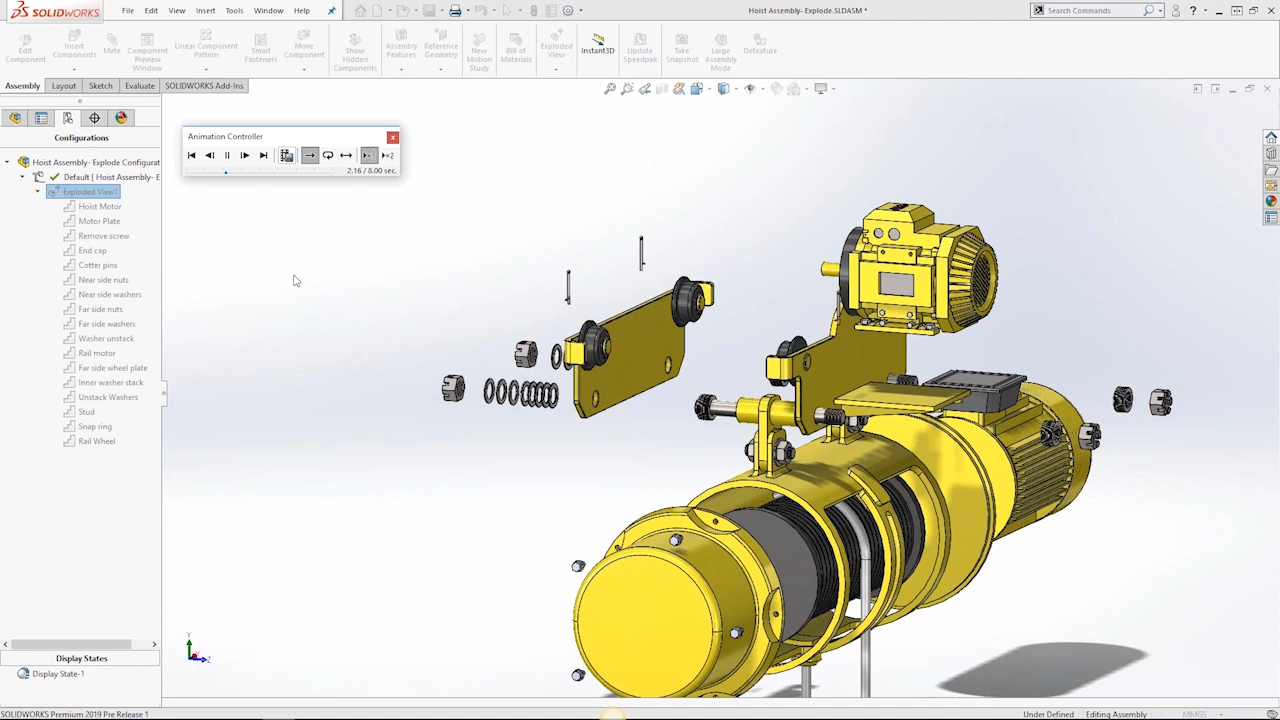 SOLIDWORKS
File Edit View Insert Tools Window Help
Hoist Assembly- Explode.SLDASM *
Search Commands
Edit Component
Insert Components
Mate
Component Preview Window
Linear Component Pattern
Smart Fasteners
Move Component
Show Hidden Components
Assembly Features
Reference Geometry
New Motion Study
Bill of Materials
Exploded View
Instant3D
Update Speedpak
Take Snapshot
Large Assembly Mode
Defeature
Assembly Layout Sketch Evaluate SOLIDWORKS Add-Ins
Configurations
Hoist Assembly- Explode Configurat
Default [ Hoist Assembly- E
Exploded View1
Hoist Motor
Motor Plate
Remove screw
End cap
Cotter pins
Near side nuts
Near side washers
Far side nuts
Far side washers
Washer unstack
Rail motor
Far side wheel plate
Inner washer stack
Unstack Washers
Stud
Snap ring
Rail Wheel
Animation Controller
2.16 / 8.00 sec.
Y
Z
Display States
Display State-1
SOLIDWORKS Premium 2019 Pre Release 1
Under Defined
Editing Assembly
MMGS